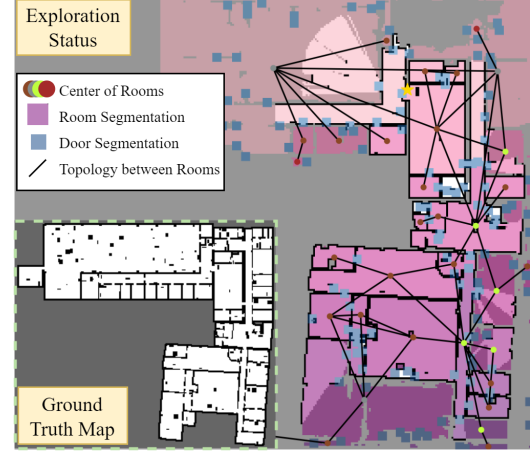 Exploration
Status
Center of Rooms
Room Segmentation
Door Segmentation
Topology between Rooms
Ground
Truth Map